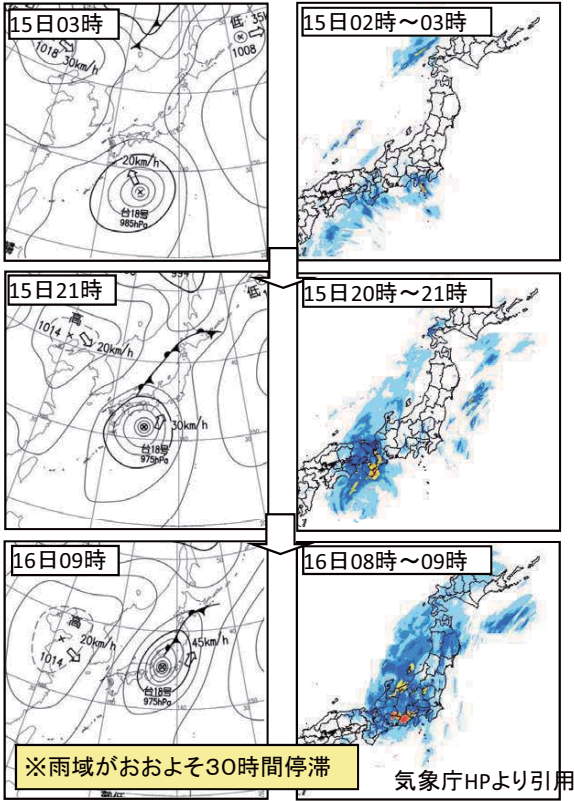 15日03時
1018
30km/h
低
35k
1008
20km/h
台18号
985hPa
15日02時～03時
15日21時
994
高
1014
20km/h
低
30km/h
台18号
975hPa
15日20時～21時
16日09時
高
20km/h
1014
45km/h
台18号
975hPa
16日08時～09時
※雨域がおおよそ30時間停滞
気象庁HPより引用